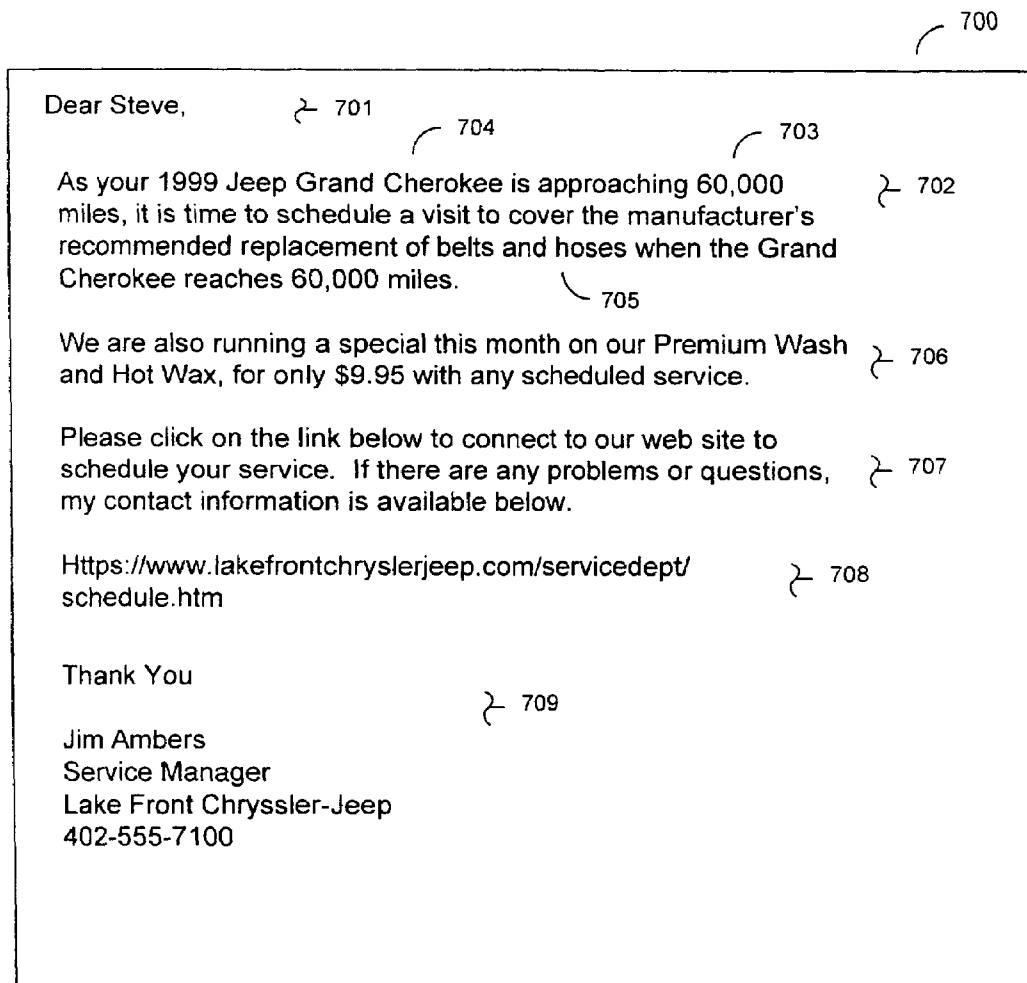 700
Dear Steve, 701
704 703
As your 1999 Jeep Grand Cherokee is approaching 60,000 702
miles, it is time to schedule a visit to cover the manufacturer's
recommended replacement of belts and hoses when the Grand
Cherokee reaches 60,000 miles. 705
We are also running a special this month on our Premium Wash 706
and Hot Wax, for only $9.95 with any scheduled service.
Please click on the link below to connect to our web site to
schedule your service. If there are any problems or questions, 707
my contact information is available below.
Https://www.lakefrontchryslerjeep.com/servicedept/ 708
schedule.htm
Thank You
709
Jim Ambers
Service Manager
Lake Front Chryssler-Jeep
402-555-7100